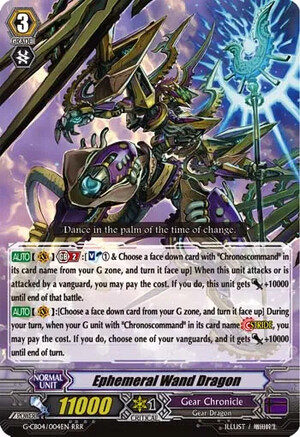 3
GRADE
Dance in the palm of the time of change.
AUTO [ ] GB 2 :[ 1 & Choose a face down card with "Chronoscommand" in
its card name from your G zone, and turn it face up] When this unit attacks or is
attacked by a vanguard, you may pay the cost. If you do, this unit gets +10000
until end of that battle.
AUTO [ ]:[Choose a face down card from your G zone, and turn it face up] During
your turn, when your G unit with "Chronoscommand" in its card name
you may pay the cost. If you do, choose one of your vanguards, and it gets +10000
until end of turn.
NORMAL UNIT
Ephemeral Wand Dragon
POWER 11000 1 CRITICAL
Gear Chronicle
Gear Dragon
G-CB04/004EN RRR
ILLUST /